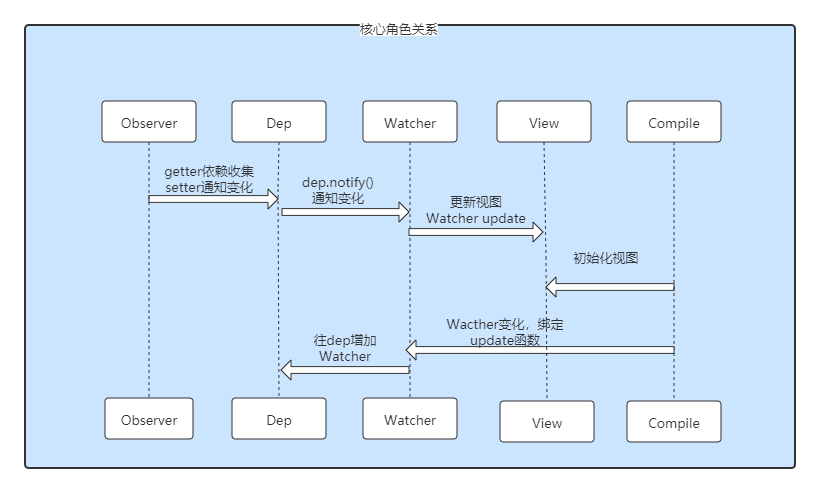 核心角色关系
Observer
Dep
Watcher
View
Compile
getter依赖收集
setter通知变化
dep.notify()
通知变化
更新视图
Watcher update
初始化视图
Wacther变化，绑定
update函数
往dep增加
Watcher
Observer
Dep
Watcher
View
Compile